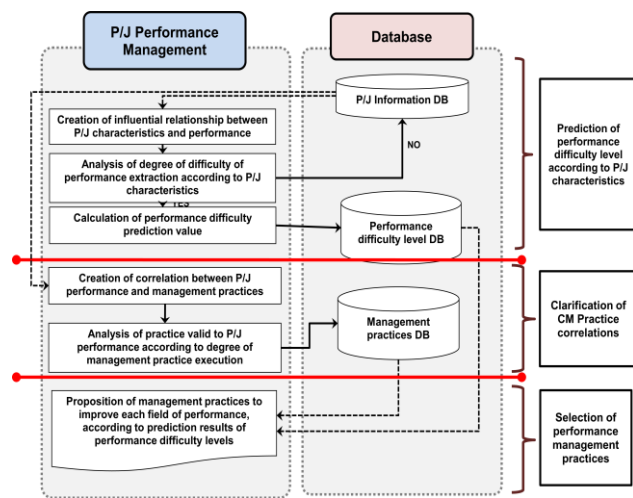 P/J Performance
Management
Database
P/J Information DB
Creation of influential relationship between
P/J characteristics and performance
NO
Analysis of degree of difficulty
of performance extraction according to P/J
characteristics
YES
Calculation of performance difficulty
prediction value
Performance
difficulty level DB
Prediction of
performance
difficulty level
according to P/J
characteristics
Creation of correlation between P/J
performance and management practices
Analysis of practice valid to P/J
performance according to degree of
management practice execution
Management
practices DB
Clarification of
CM Practice
correlations
Proposition of management practices to
improve each field of performance,
according to prediction results of
performance difficulty levels
Selection of
performance
management
practices